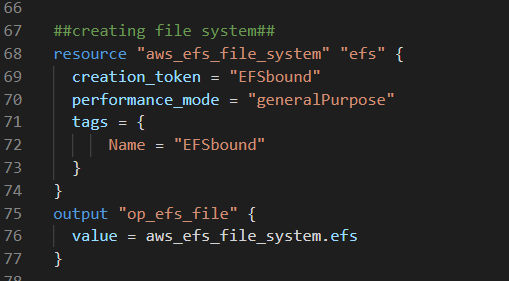 66
67 ##creating file system##
68 resource "aws_efs_file_system" "efs" {
69 creation_token = "EFSbound"
70 performance_mode = "generalPurpose"
71 tags = {
72 Name = "EFSbound"
73 }
74 }
75 output "op_efs_file" {
76 value = aws_efs_file_system.efs
77 }
78